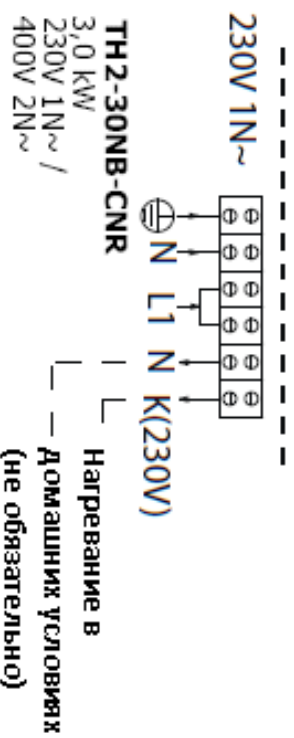 230V 1N~
N L1 N K(230V)
TH2-30NB-CNR
3,0 kW
230V 1N~ /
400V 2N~
Нагревание в
домашних условиях
(не обязательно)